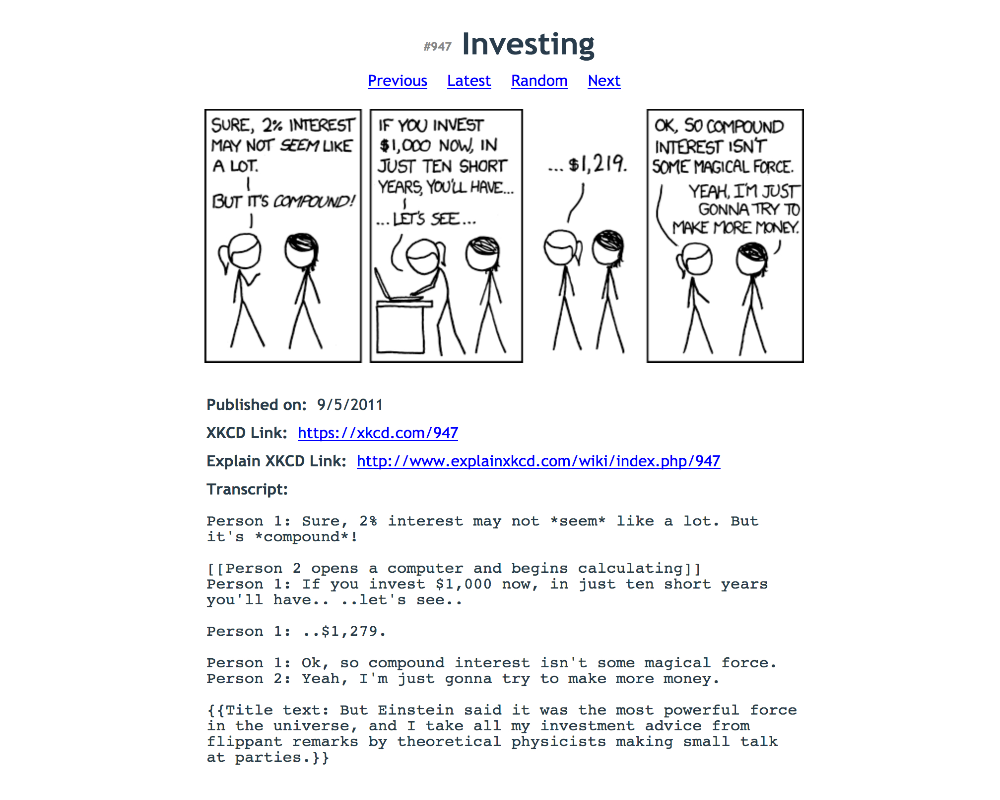 #947 Investing
Previous Latest Random Next
SURE, 2% INTEREST
MAY NOT SEEM LIKE
A LOT.
BUT IT'S COMPOUND!
IF YOU INVEST
$1,000 NOW, IN
JUST TEN SHORT
YEARS, YOU'LL HAVE...
...LET'S SEE...
... $1,219.
OK, SO COMPOUND
INTEREST ISN'T
SOME MAGICAL FORCE.
YEAH, I'M JUST
GONNA TRY TO
MAKE MORE MONEY.
Published on: 9/5/2011
XKCD Link: https://xkcd.com/947
Explain XKCD Link: http://www.explainxkcd.com/wiki/index.php/947
Transcript:
Person 1: Sure, 2% interest may not *seem* like a lot. But
it's *compound*!
[[Person 2 opens a computer and begins calculating]]
Person 1: If you invest $1,000 now, in just ten short years
you'll have.. ..let's see..
Person 1: ..$1,279.
Person 1: Ok, so compound interest isn't some magical force.
Person 2: Yeah, I'm just gonna try to make more money.
{{Title text: But Einstein said it was the most powerful force
in the universe, and I take all my investment advice from
flippant remarks by theoretical physicists making small talk
at parties.}}